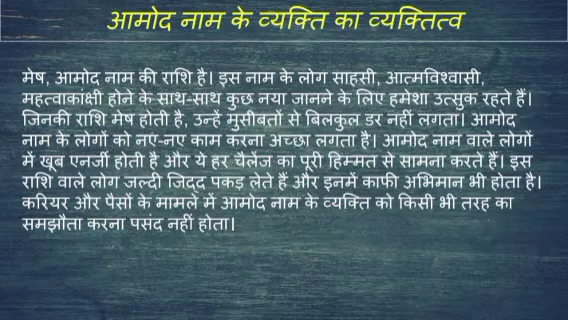 आमोद नाम के व्यक्ति का व्यक्तित्व
मेष, आमोद नाम की राशि है। इस नाम के लोग साहसी, आत्मविश्वासी,
महत्वाकांक्षी होने के साथ-साथ कुछ नया जानने के लिए हमेशा उत्सुक रहते हैं।
जिनकी राशि मेष होती है, उन्हें मुसीबतों से बिलकुल डर नहीं लगता। आमोद
नाम के लोगों को नए-नए काम करना अच्छा लगता है। आमोद नाम वाले लोगों
में खूब एनर्जी होती है और ये हर चैलेंज का पूरी हिम्मत से सामना करते हैं। इस
राशि वाले लोग जल्दी जिद्द पकड़ लेते हैं और इनमें काफी अभिमान भी होता है।
करियर और पैसों के मामले में आमोद नाम के व्यक्ति को किसी भी तरह का
समझौता करना पसंद नहीं होता।